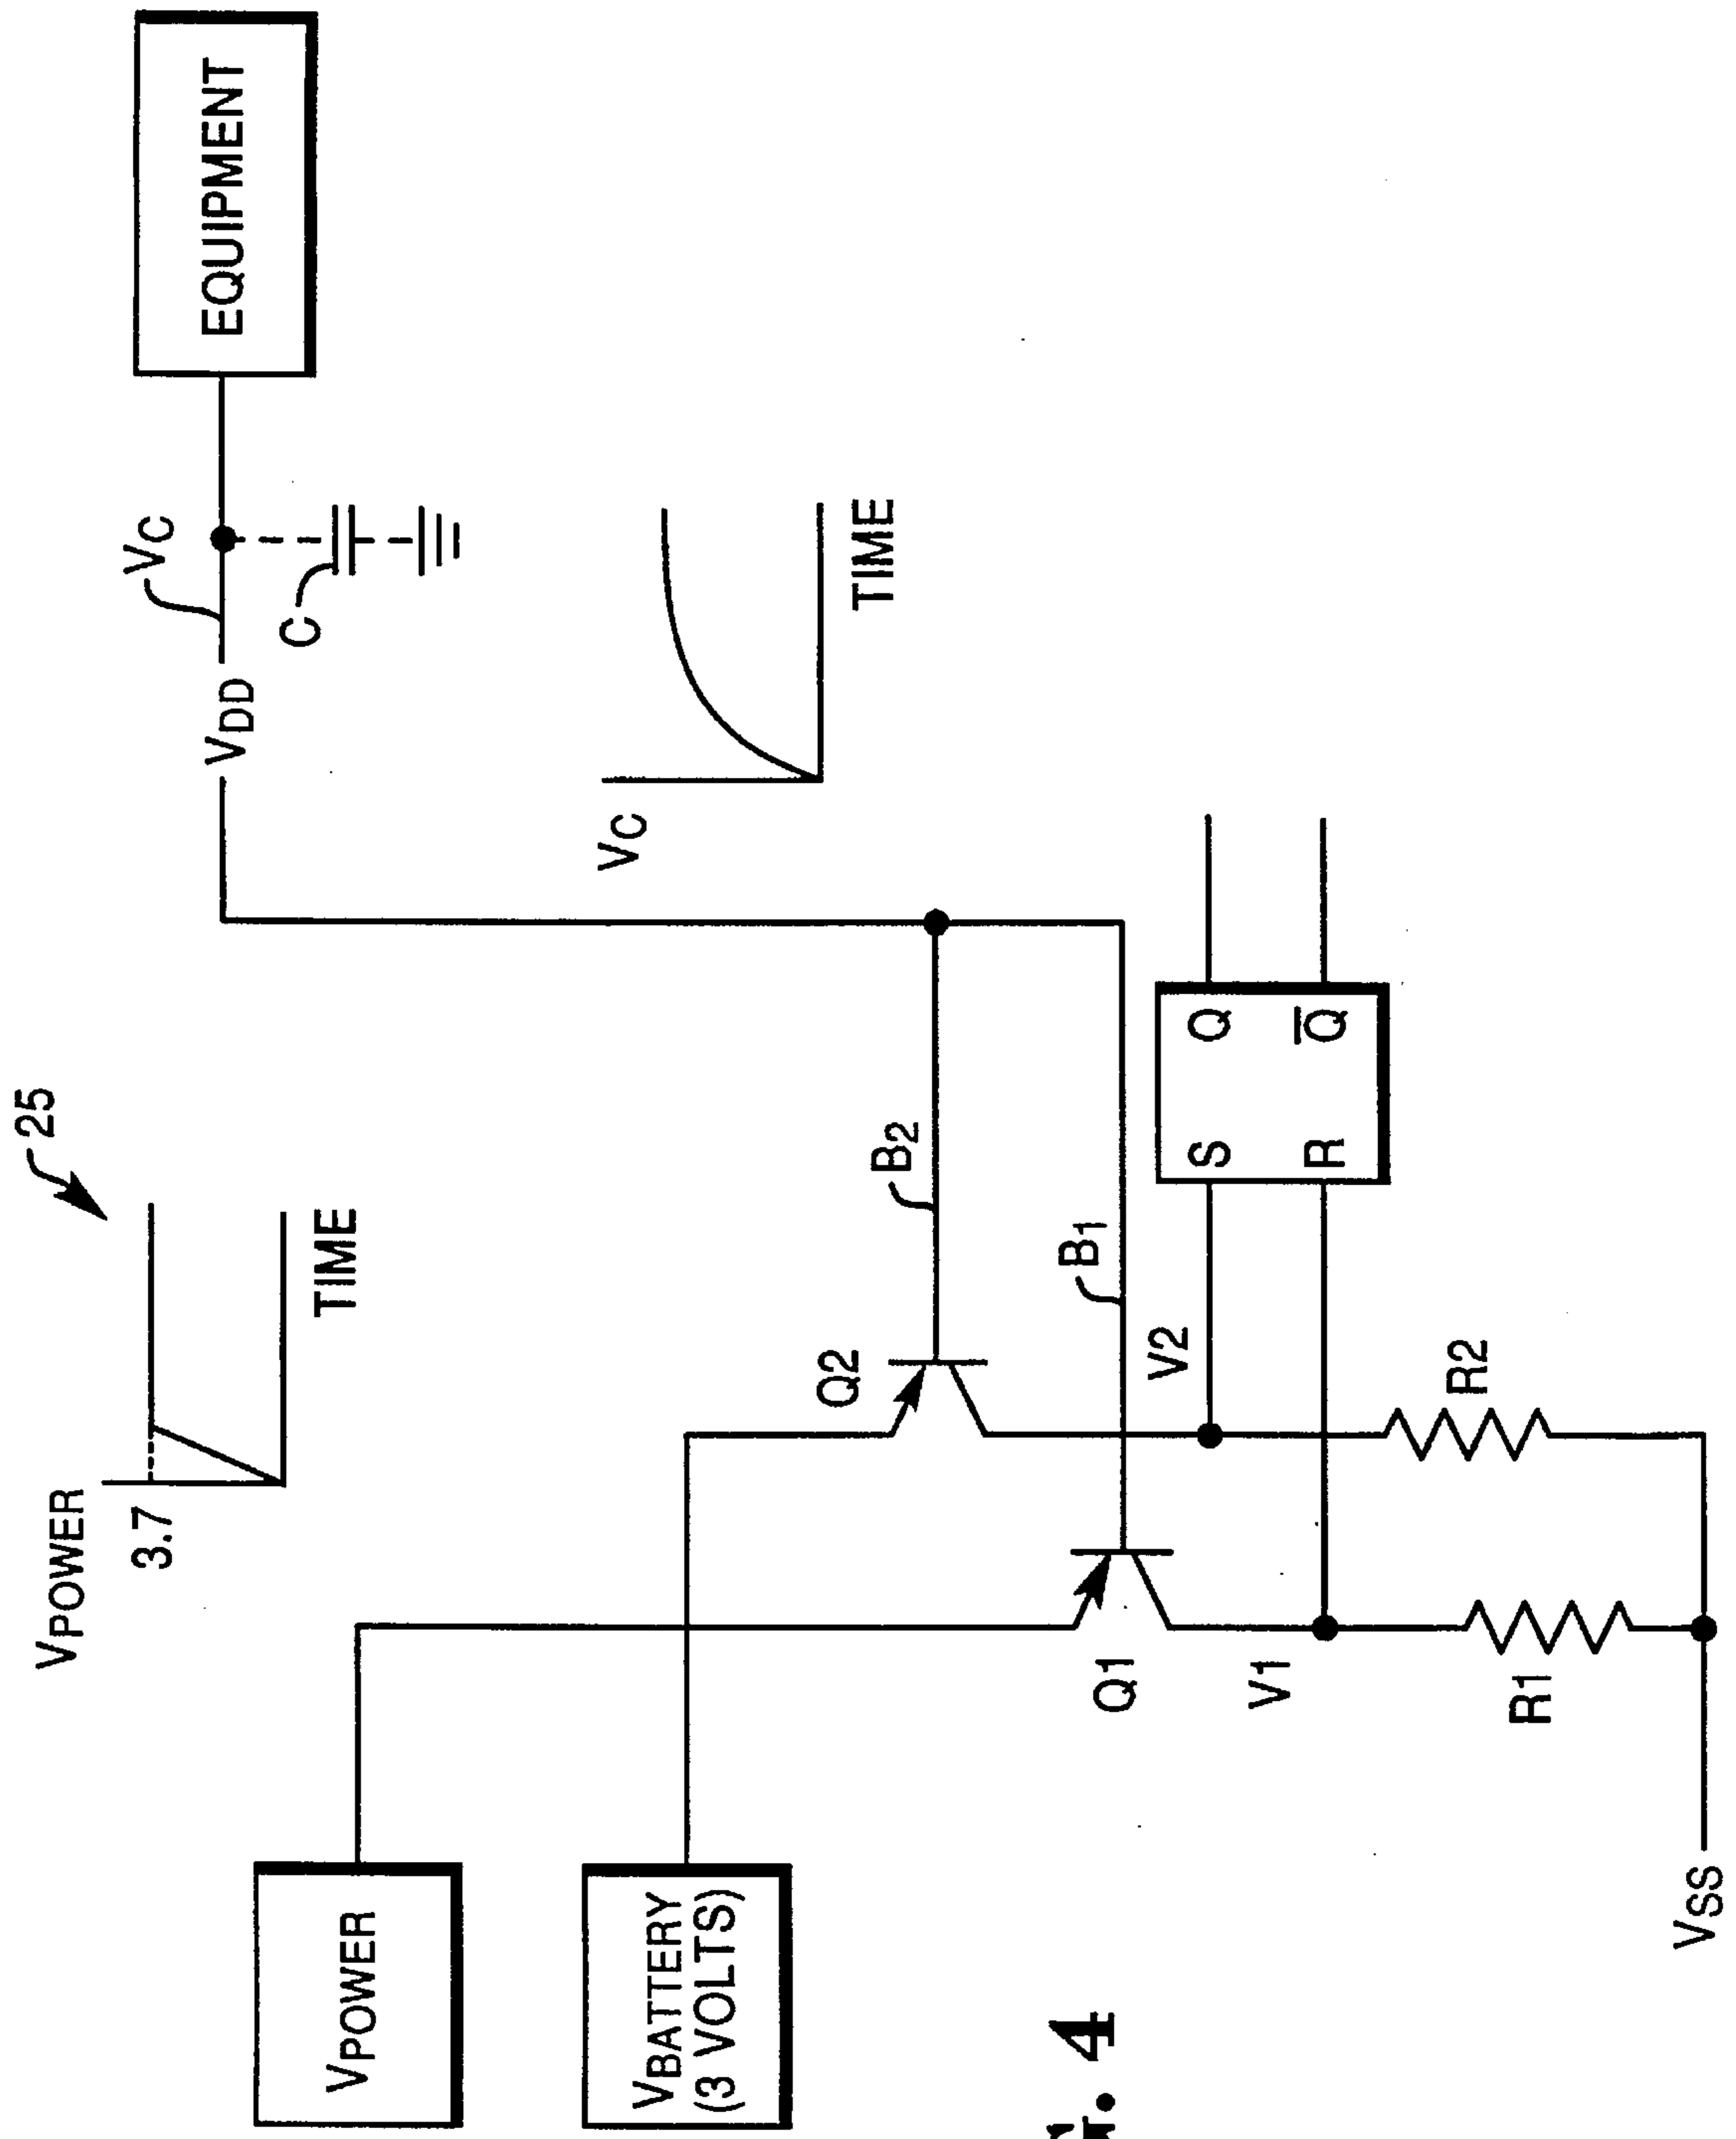 25
VPOWER
3.7
TIME
EQUIPMENT
VDD
VC
C
VPOWER
VBATTERY
(3 VOLTS)
VC
TIME
Q2
B2
Q1
B1
V2
V1
S
Q
R
Q̅
R1
R2
VSS
4